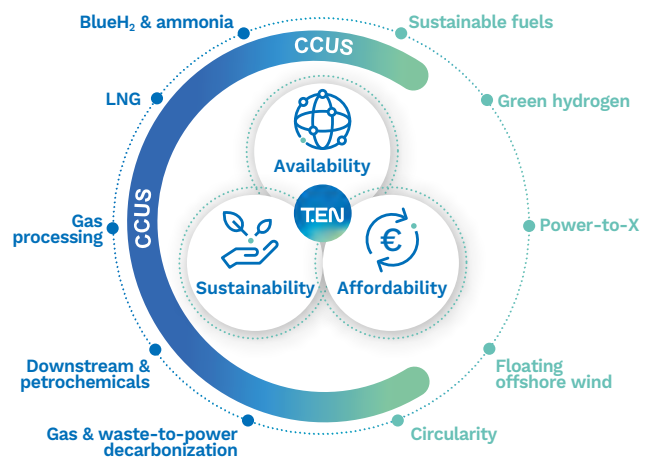 BlueH₂ & ammonia
Sustainable fuels
CCUS
LNG
Green hydrogen
Availability
CCUS
T.EN
Gas
processing
Power-to-X
€
Sustainability
Affordability
Downstream &
petrochemicals
Floating
offshore wind
Gas & waste-to-power
decarbonization
Circularity